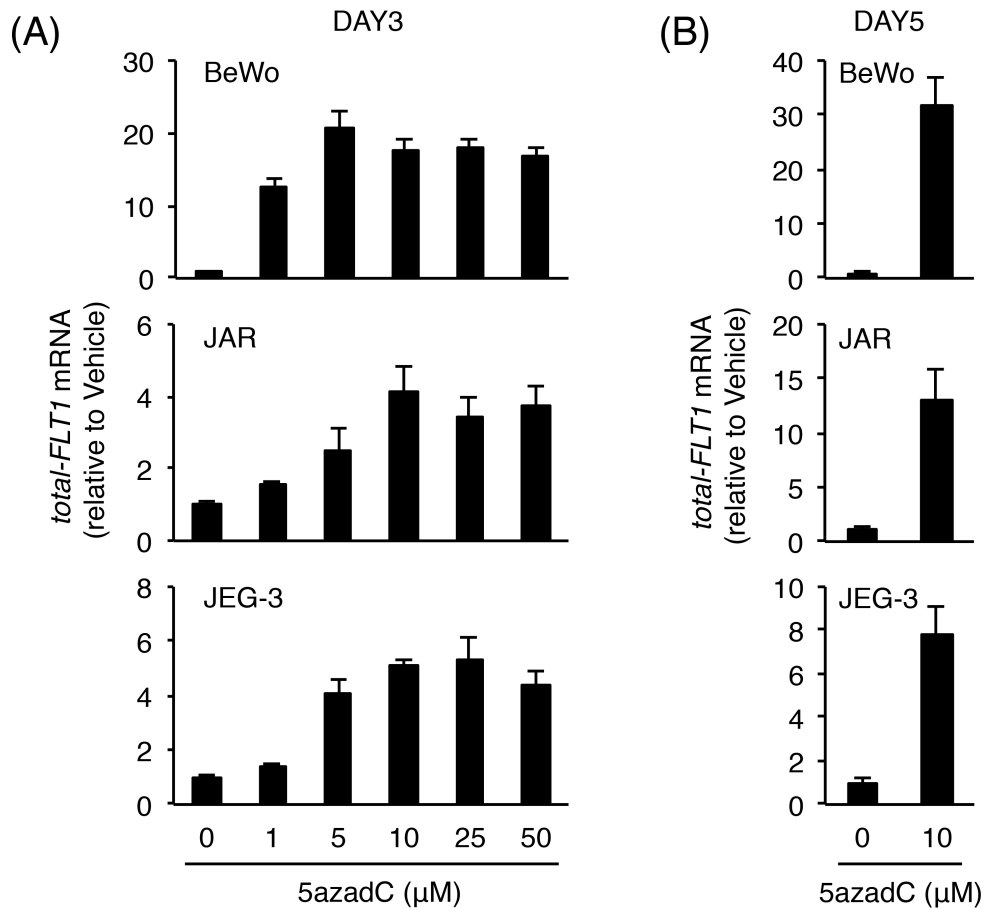 (A)
DAY3
total-FLT1 mRNA
(relative to Vehicle)
BeWo
30
20
10
0
JAR
6
4
2
0
JEG-3
8
6
4
2
0
0 1 5 10 25 50
5azadC (μM)
(B)
DAY5
total-FLT1 mRNA
(relative to Vehicle)
BeWo
40
30
20
10
0
JAR
20
15
10
5
0
JEG-3
10
8
6
4
2
0
0 10
5azadC (μM)